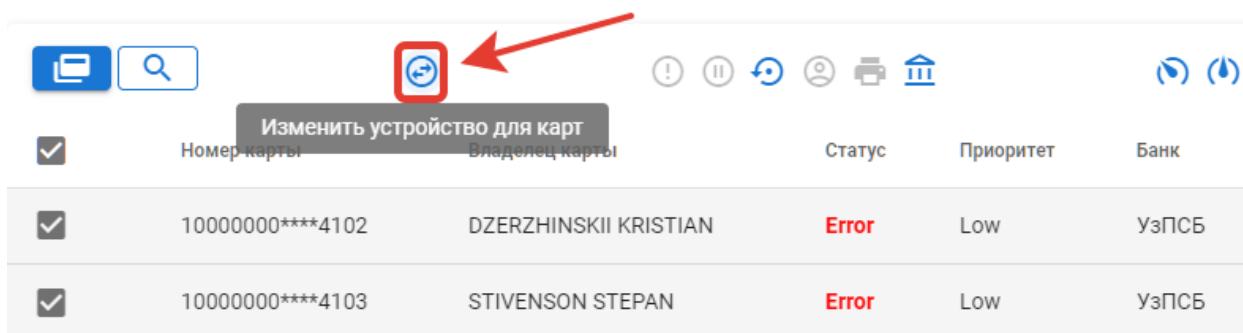 Изменить устройство для карт
Номер карты Владелец карты Статус Приоритет Банк
10000000****4102 DZERZHINSKII KRISTIAN Error Low УзПСБ
10000000****4103 STIVENSON STEPAN Error Low УзПСБ